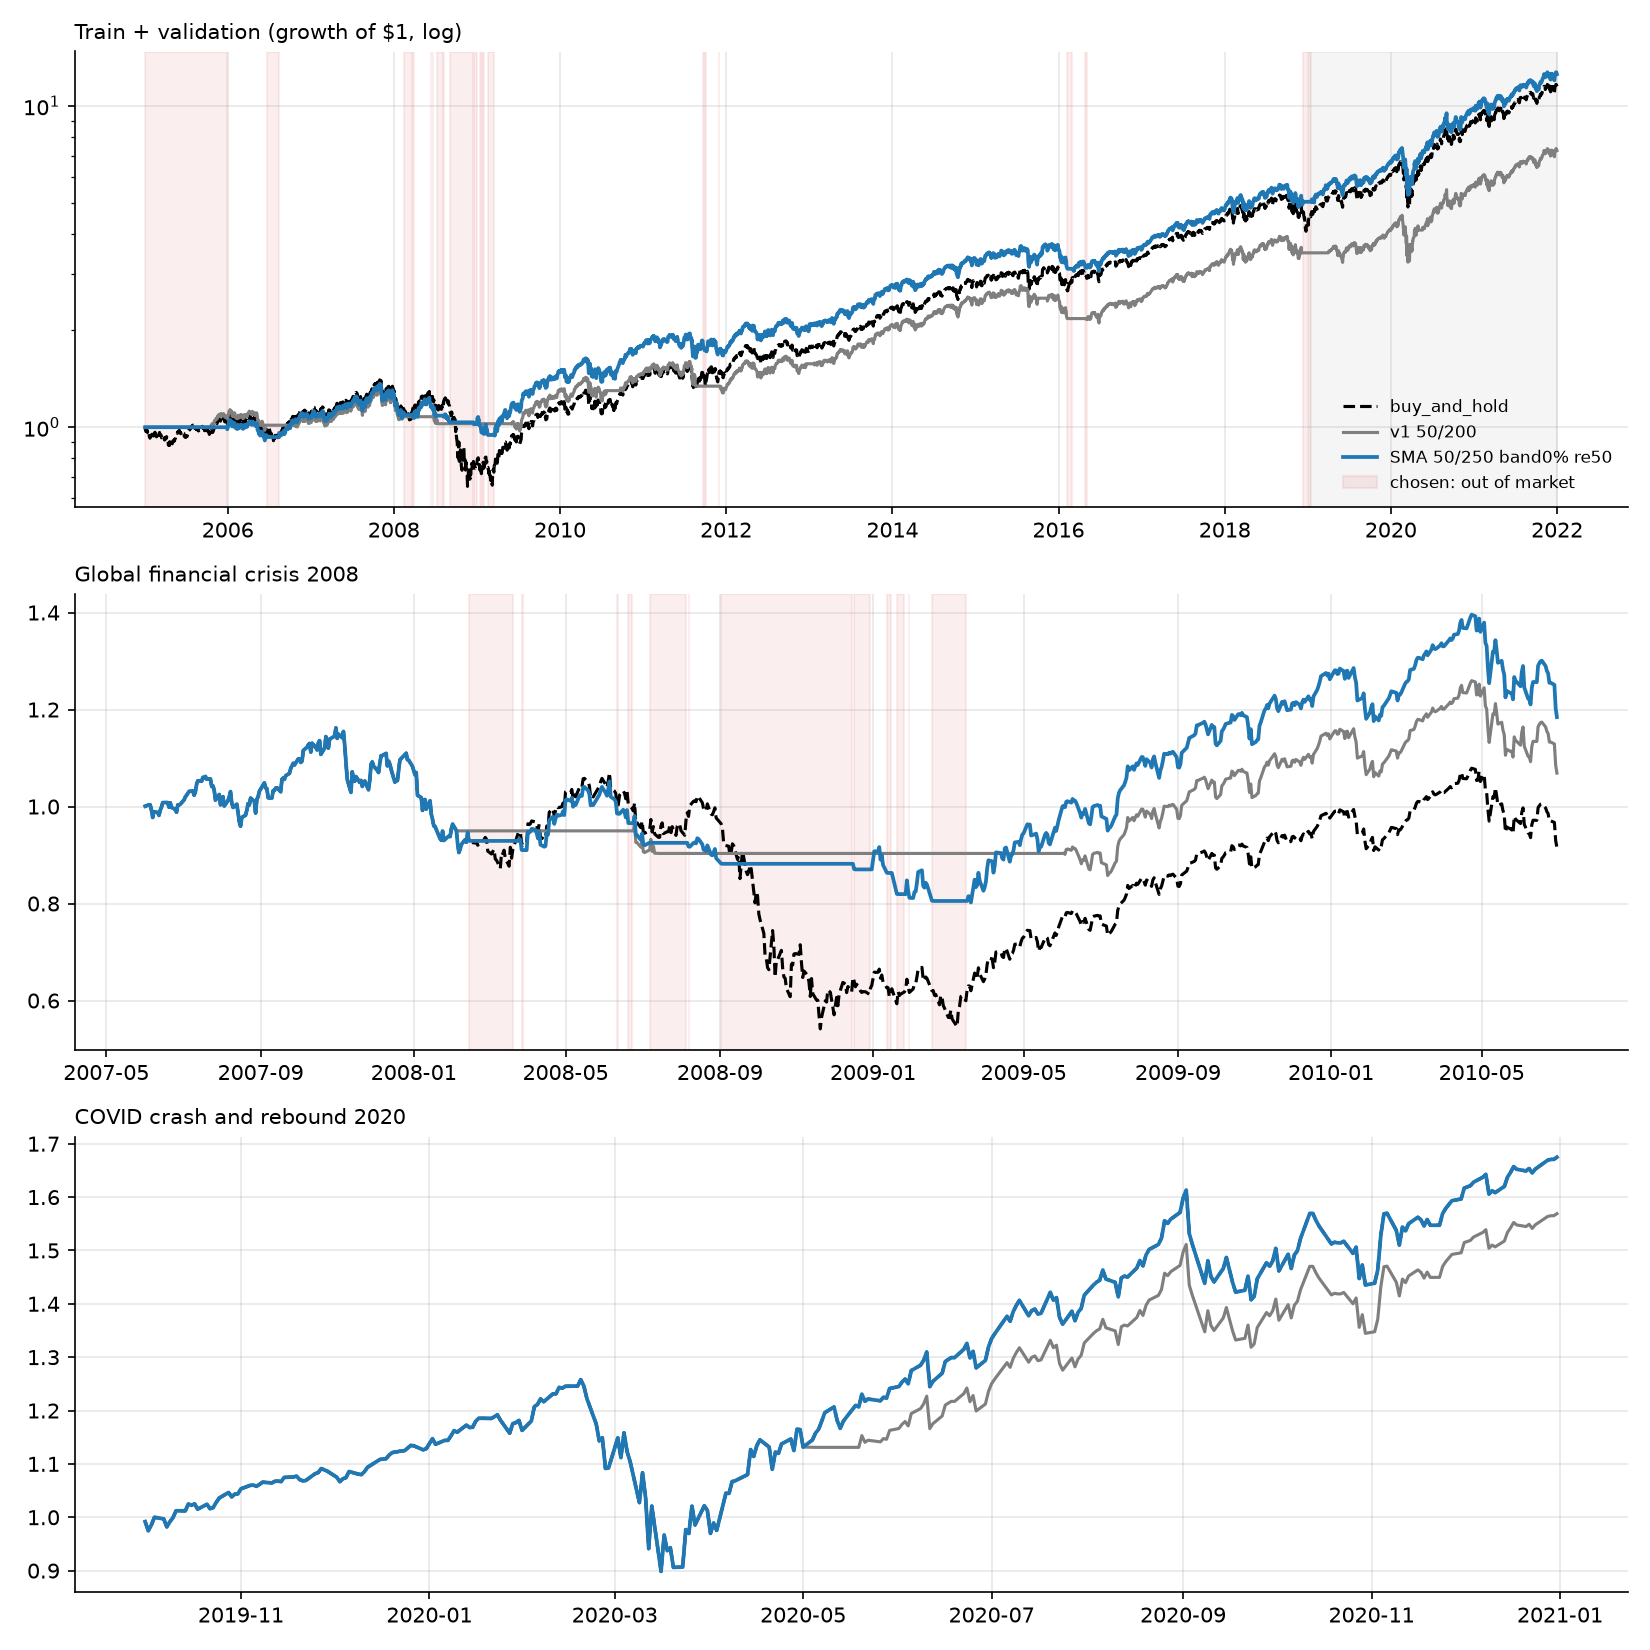 Train + validation (growth of $1, log)
10¹
10⁰
buy_and_hold
v1 50/200
SMA 50/250 band0% re50
chosen: out of market
2006 2008 2010 2012 2014 2016 2018 2020 2022
Global financial crisis 2008
1.4
1.2
1.0
0.8
0.6
2007-05 2007-09 2008-01 2008-05 2008-09 2009-01 2009-05 2009-09 2010-01 2010-05
COVID crash and rebound 2020
1.7
1.6
1.5
1.4
1.3
1.2
1.1
1.0
0.9
2019-11 2020-01 2020-03 2020-05 2020-07 2020-09 2020-11 2021-01